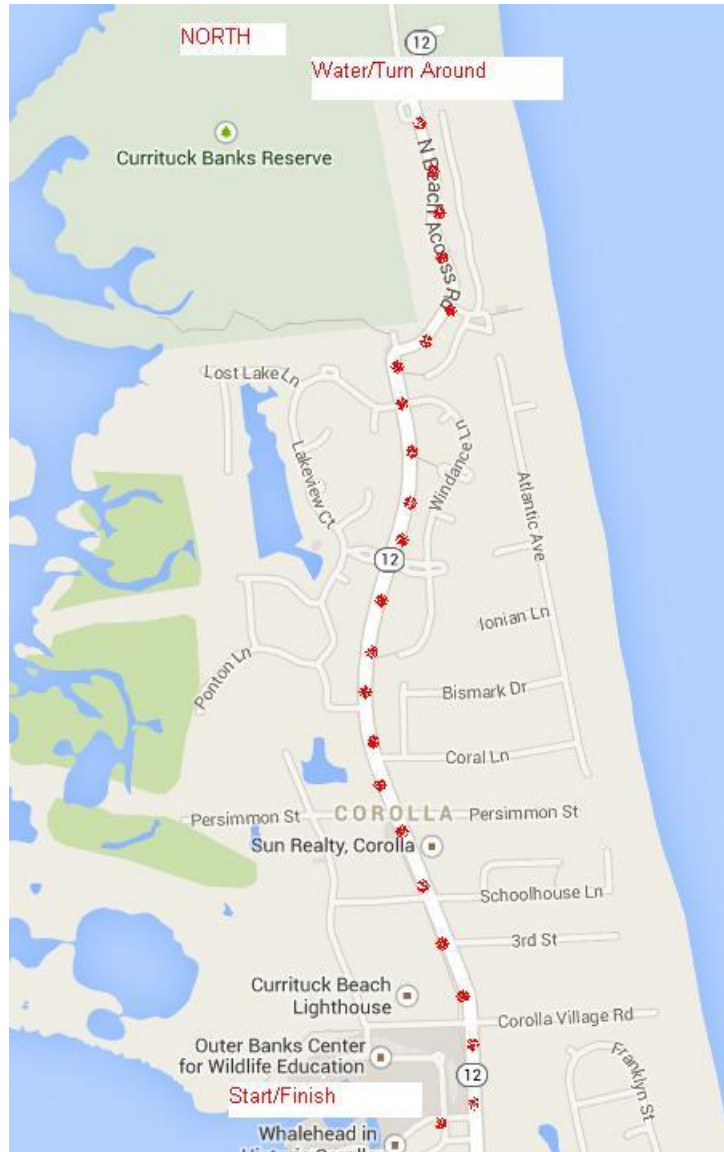 NORTH
12
Water/Turn Around
Currituck Banks Reserve
N Beach Access Rd
Lost Lake Ln
Windance Ln
Lakeview Ct
Atlantic Ave
12
Ionian Ln
Ponton Ln
Bismark Dr
Coral Ln
Persimmon St
COROLLA
Persimmon St
Sun Realty, Corolla
Schoolhouse Ln
3rd St
Currituck Beach
Lighthouse
Corolla Village Rd
Outer Banks Center
for Wildlife Education
Franklyn St
12
Start/Finish
Whalehead in